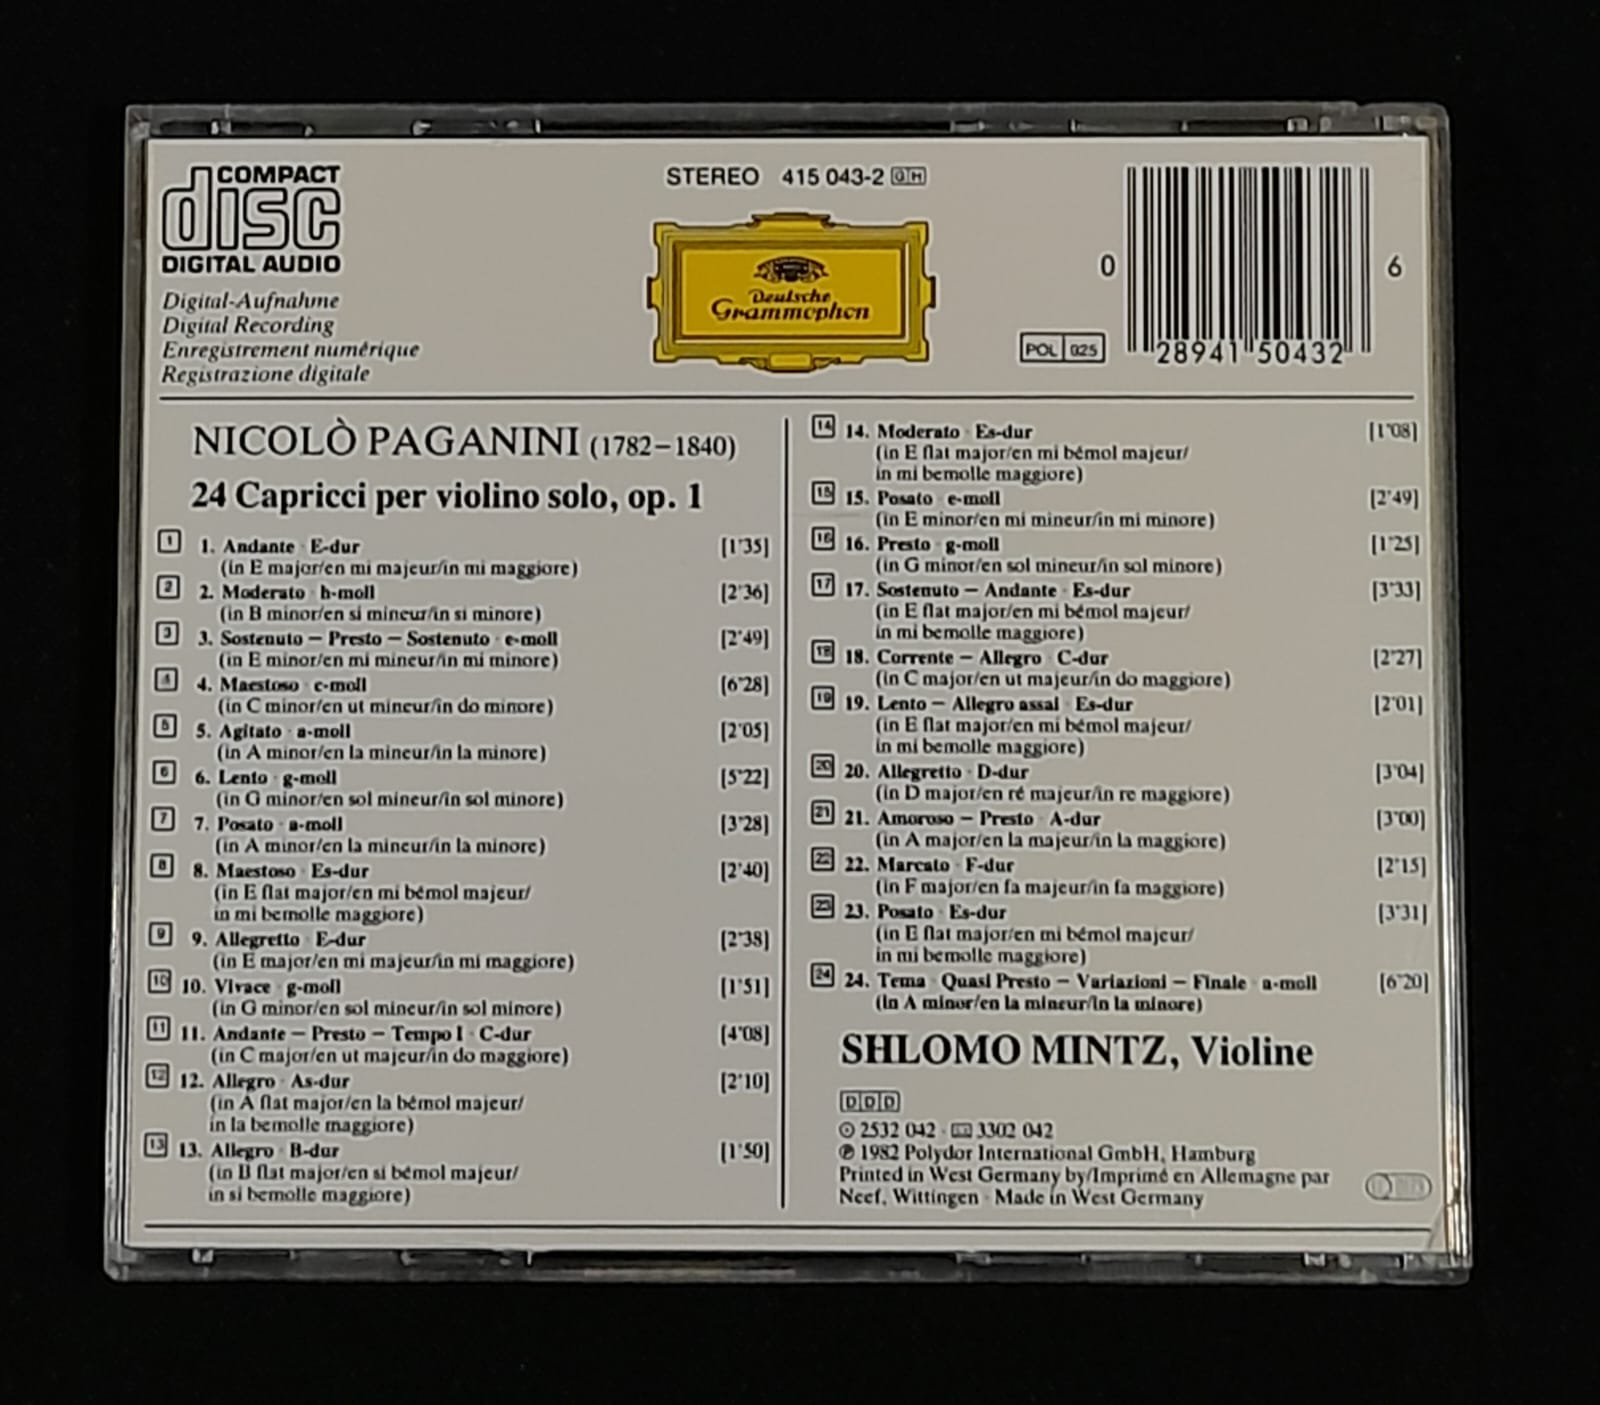 COMPACT
disc
DIGITAL AUDIO
Digital-Aufnahme
Digital Recording
Enregistrement numérique
Registrazione digitale
STEREO 415 043-2 GH
Deutsche
Grammophon
POL 025
0 28941 50432 6
NICOLÒ PAGANINI (1782–1840)
24 Capricci per violino solo, op. 1
1 1. Andante · E-dur [1'35]
(in E major/en mi majeur/in mi maggiore)
2 2. Moderato · h-moll [2'36]
(in B minor/en si mineur/in si minore)
3 3. Sostenuto – Presto – Sostenuto · e-moll [2'49]
(in E minor/en mi mineur/in mi minore)
4 4. Maestoso · c-moll [6'28]
(in C minor/en ut mineur/in do minore)
5 5. Agitato · a-moll [2'05]
(in A minor/en la mineur/in la minore)
6 6. Lento · g-moll [5'22]
(in G minor/en sol mineur/in sol minore)
7 7. Posato · a-moll [3'28]
(in A minor/en la mineur/in la minore)
8 8. Maestoso · Es-dur [2'40]
(in E flat major/en mi bémol majeur/
in mi bemolle maggiore)
9 9. Allegretto · E-dur [2'38]
(in E major/en mi majeur/in mi maggiore)
10 10. Vivace · g-moll [1'51]
(in G minor/en sol mineur/in sol minore)
11 11. Andante – Presto – Tempo I · C-dur [4'08]
(in C major/en ut majeur/in do maggiore)
12 12. Allegro · As-dur [2'10]
(in A flat major/en la bémol majeur/
in la bemolle maggiore)
13 13. Allegro · B-dur [1'50]
(in B flat major/en si bémol majeur/
in si bemolle maggiore)
14 14. Moderato · Es-dur [1'08]
(in E flat major/en mi bémol majeur/
in mi bemolle maggiore)
15 15. Posato · e-moll [2'49]
(in E minor/en mi mineur/in mi minore)
16 16. Presto · g-moll [1'25]
(in G minor/en sol mineur/in sol minore)
17 17. Sostenuto – Andante · Es-dur [3'33]
(in E flat major/en mi bémol majeur/
in mi bemolle maggiore)
18 18. Corrente – Allegro · C-dur [2'27]
(in C major/en ut majeur/in do maggiore)
19 19. Lento – Allegro assai · Es-dur [2'01]
(in E flat major/en mi bémol majeur/
in mi bemolle maggiore)
20 20. Allegretto · D-dur [3'04]
(in D major/en ré majeur/in re maggiore)
21 21. Amoroso – Presto · A-dur [3'00]
(in A major/en la majeur/in la maggiore)
22 22. Marcato · F-dur [2'15]
(in F major/en fa majeur/in fa maggiore)
23 23. Posato · Es-dur [3'31]
(in E flat major/en mi bémol majeur/
in mi bemolle maggiore)
24 24. Tema · Quasi Presto – Variazioni – Finale · a-moll [6'20]
(in A minor/en la mineur/in la minore)
SHLOMO MINTZ, Violine
DDD
2532 042 · 3302 042
℗ 1982 Polydor International GmbH, Hamburg
Printed in West Germany by/Imprimé en Allemagne par
Neef, Wittingen · Made in West Germany